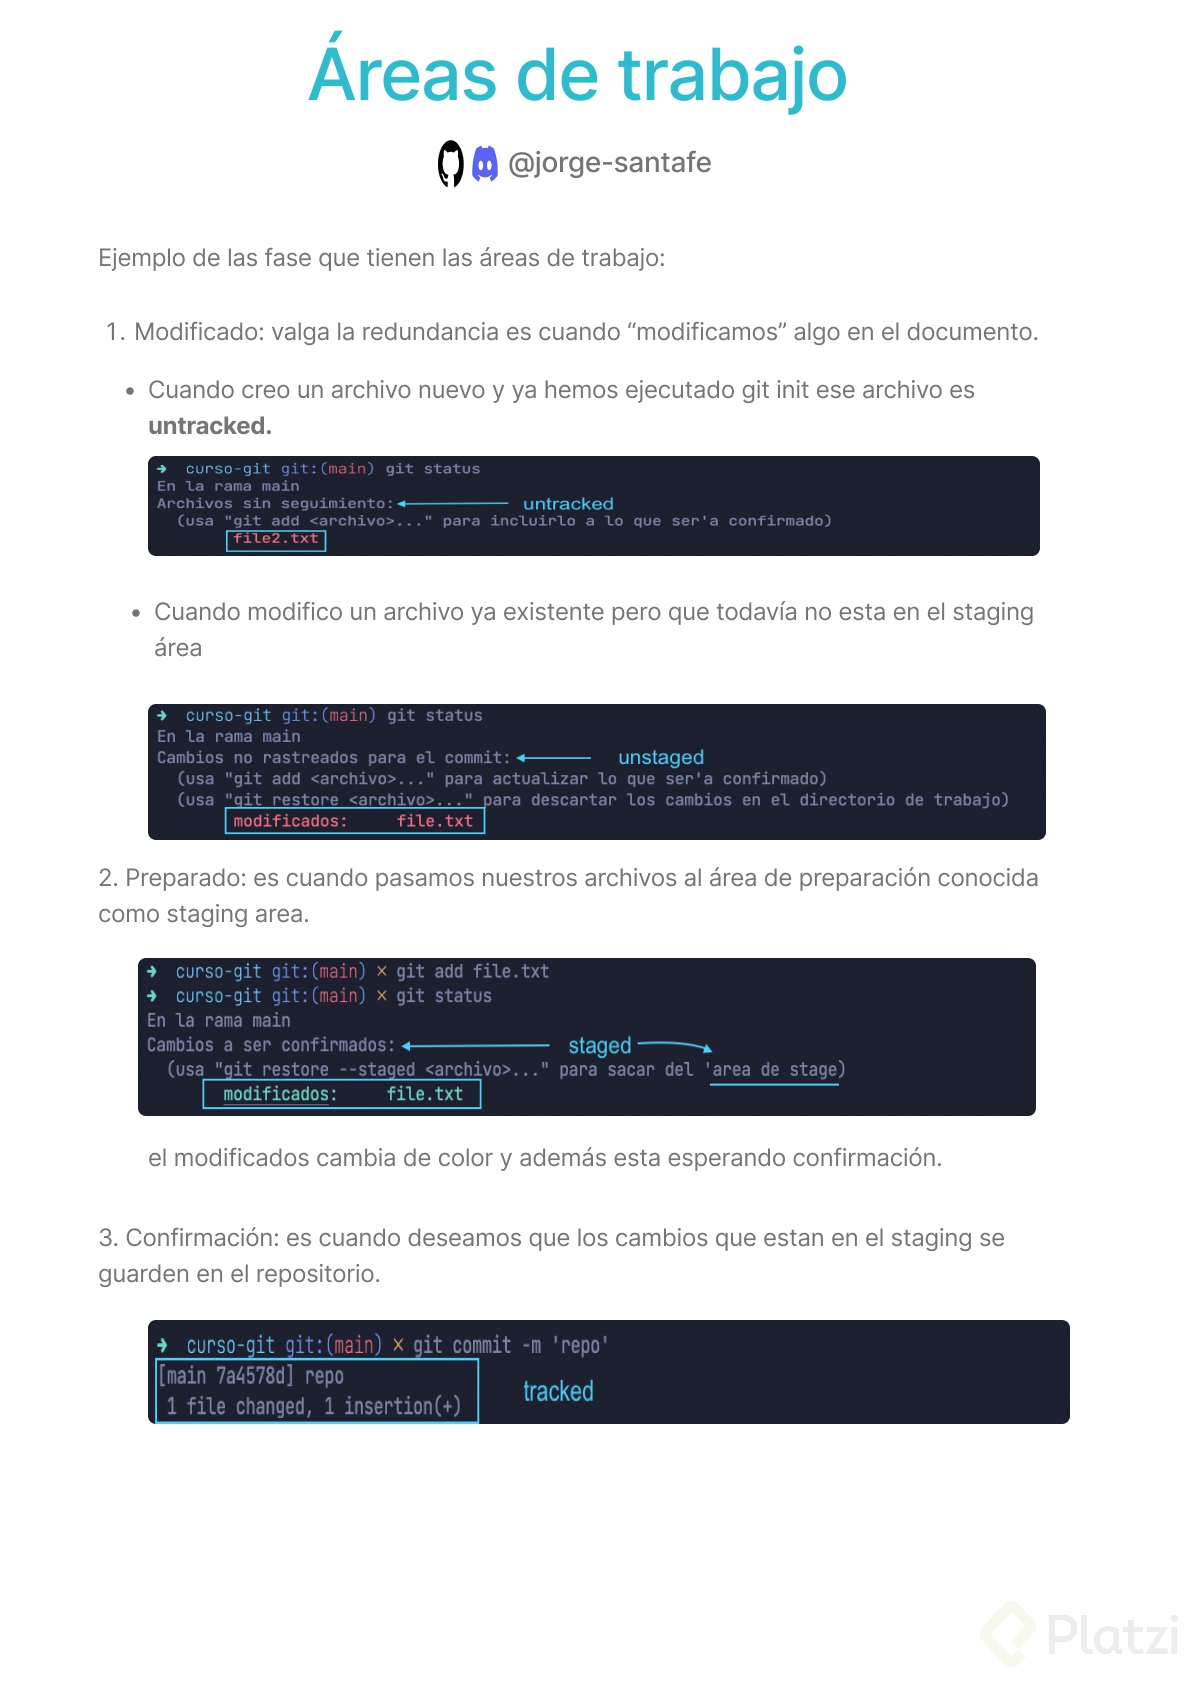 Áreas de trabajo
@jorge-santafe
Ejemplo de las fase que tienen las áreas de trabajo:
1. Modificado: valga la redundancia es cuando “modificamos” algo en el documento.
• Cuando creo un archivo nuevo y ya hemos ejecutado git init ese archivo es
untracked.
➜ curso-git git:(main) git status
En la rama main
Archivos sin seguimiento: untracked
(usa "git add <archivo>..." para incluirlo a lo que ser'a confirmado)
file2.txt
• Cuando modifico un archivo ya existente pero que todavía no esta en el staging
área
➜ curso-git git:(main) git status
En la rama main
Cambios no rastreados para el commit: unstaged
(usa "git add <archivo>..." para actualizar lo que ser'a confirmado)
(usa "git restore <archivo>..." para descartar los cambios en el directorio de trabajo)
modificados: file.txt
2. Preparado: es cuando pasamos nuestros archivos al área de preparación conocida
como staging area.
➜ curso-git git:(main) × git add file.txt
➜ curso-git git:(main) × git status
En la rama main
Cambios a ser confirmados: staged
(usa "git restore --staged <archivo>..." para sacar del 'area de stage)
modificados: file.txt
el modificados cambia de color y además esta esperando confirmación.
3. Confirmación: es cuando deseamos que los cambios que estan en el staging se
guarden en el repositorio.
➜ curso-git git:(main) × git commit -m 'repo'
[main 7a4578d] repo
1 file changed, 1 insertion(+)
tracked
Platzi